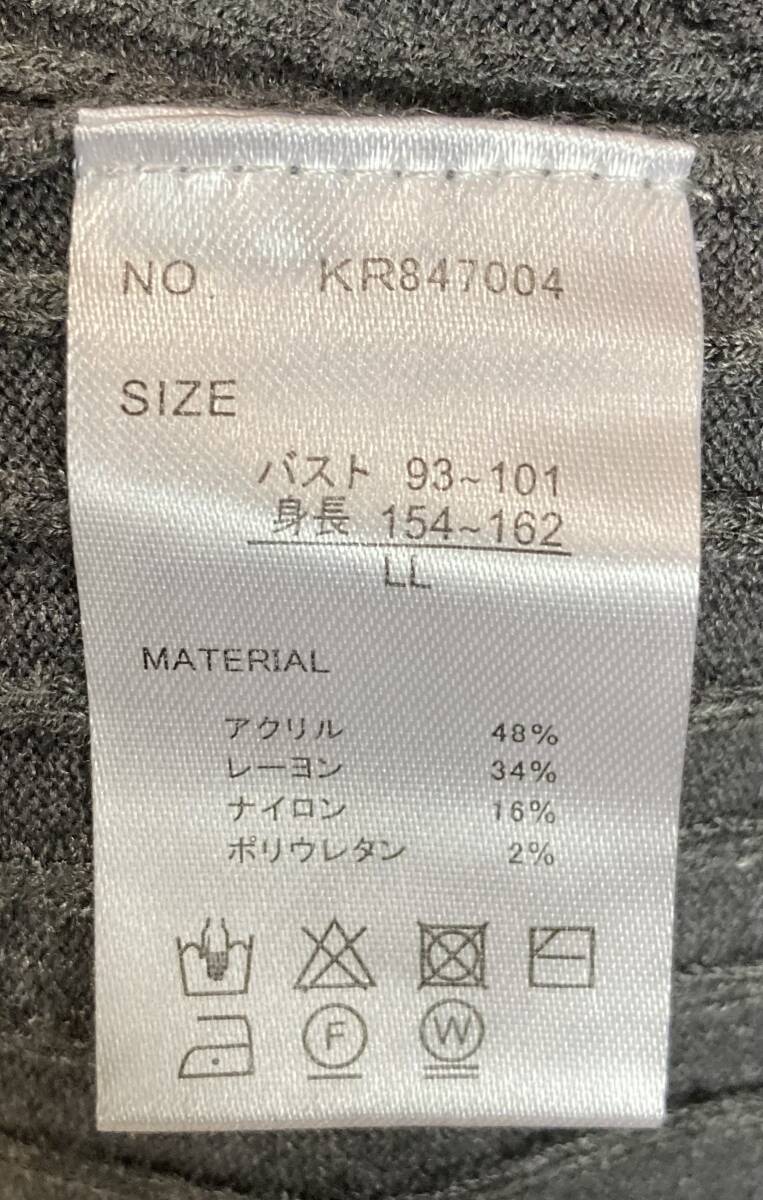 NO. KR847004
SIZE
バスト 93~101
身長 154~162
LL
MATERIAL
アクリル 48%
レーヨン 34%
ナイロン 16%
ポリウレタン 2%
F W